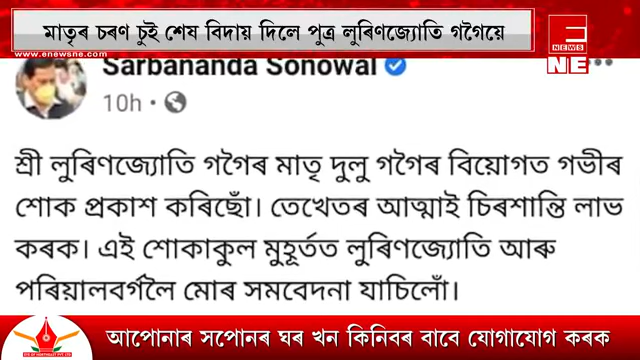 মাতৃৰ চৰণ চুই শেষ বিদায় দিলে পুত্ৰ লুৰিণজ্যোতি গগৈয়ে
www.enewsne.com
E NEWS
NE
Sarbananda Sonowal
10h
শ্ৰী লুৰিণজ্যোতি গগৈৰ মাতৃ দুলু গগৈৰ বিয়োগত গভীৰ
শোক প্ৰকাশ কৰিছোঁ। তেখেতৰ আত্মাই চিৰশান্তি লাভ
কৰক। এই শোকাকুল মুহূৰ্তত লুৰিণজ্যোতি আৰু
পৰিয়ালবৰ্গলৈ মোৰ সমবেদনা যাচিলোঁ।
আপোনাৰ সপোনৰ ঘৰ খন কিনিবৰ বাবে যোগাযোগ কৰক